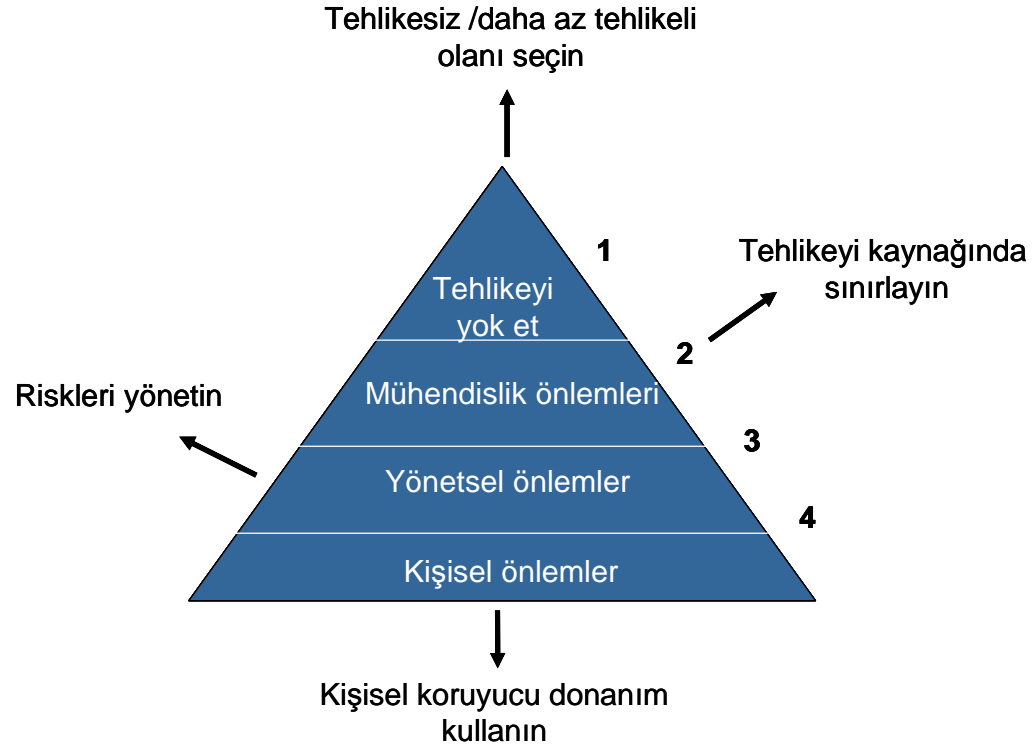 Tehlikesiz /daha az tehlikeli
olanı seçin
1
Tehlikeyi kaynağında
sınırlayın
Tehlikeyi
yok et
2
Mühendislik önlemleri
Riskleri yönetin
3
Yönetsel önlemler
4
Kişisel önlemler
Kişisel koruyucu donanım
kullanın